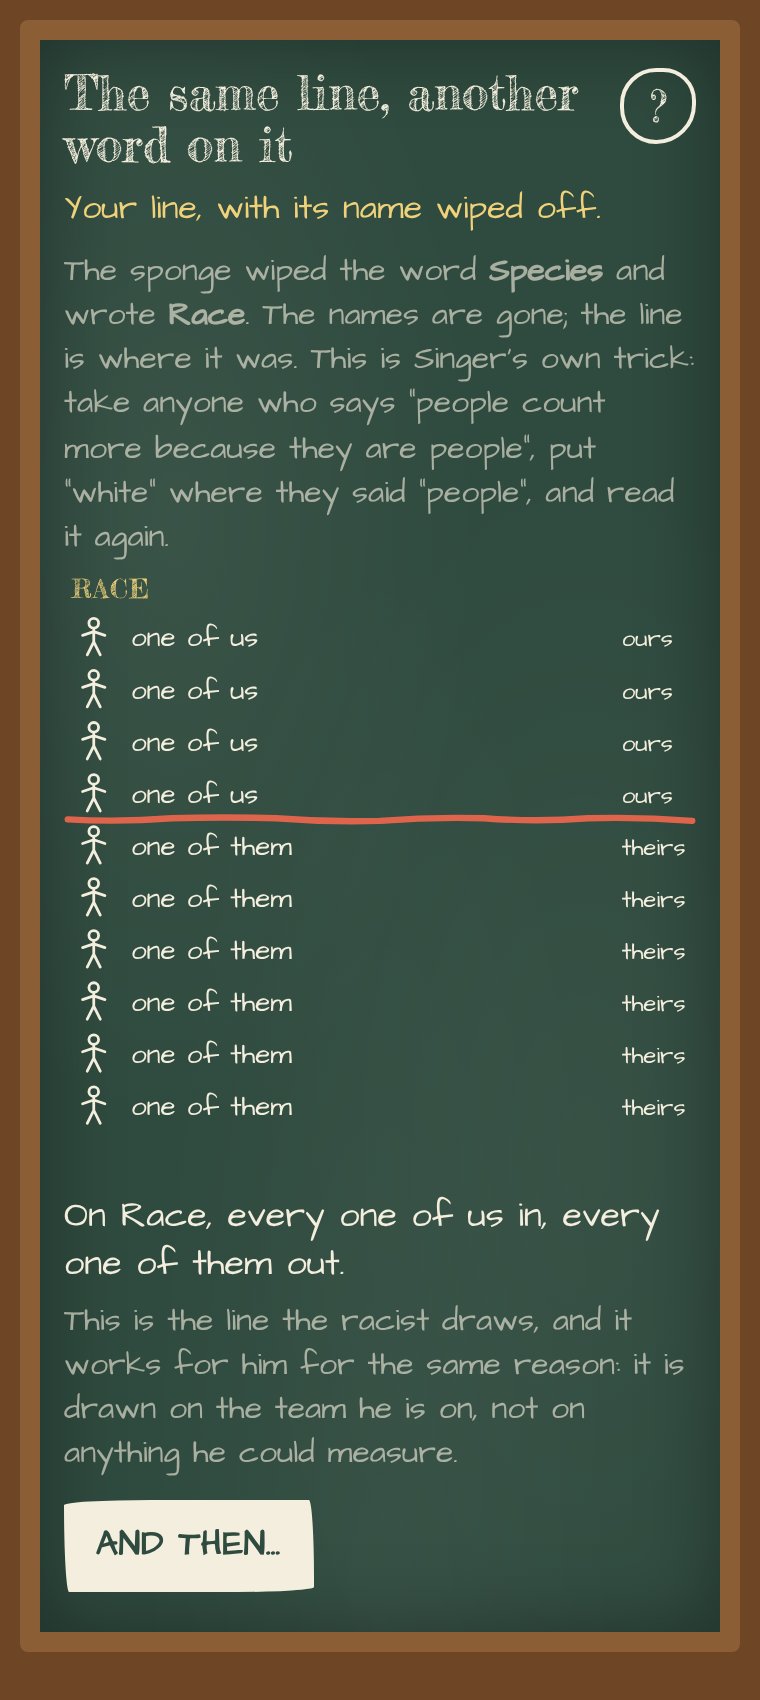 The same line, another
word on it
?
Your line, with its name wiped off.
The sponge wiped the word Species and
wrote Race. The names are gone; the line
is where it was. This is Singer's own trick:
take anyone who says "people count
more because they are people", put
"white" where they said "people", and read
it again.
RACE
one of us ours
one of us ours
one of us ours
one of us ours
one of them theirs
one of them theirs
one of them theirs
one of them theirs
one of them theirs
one of them theirs
On Race, every one of us in, every
one of them out.
This is the line the racist draws, and it
works for him for the same reason: it is
drawn on the team he is on, not on
anything he could measure.
AND THEN...